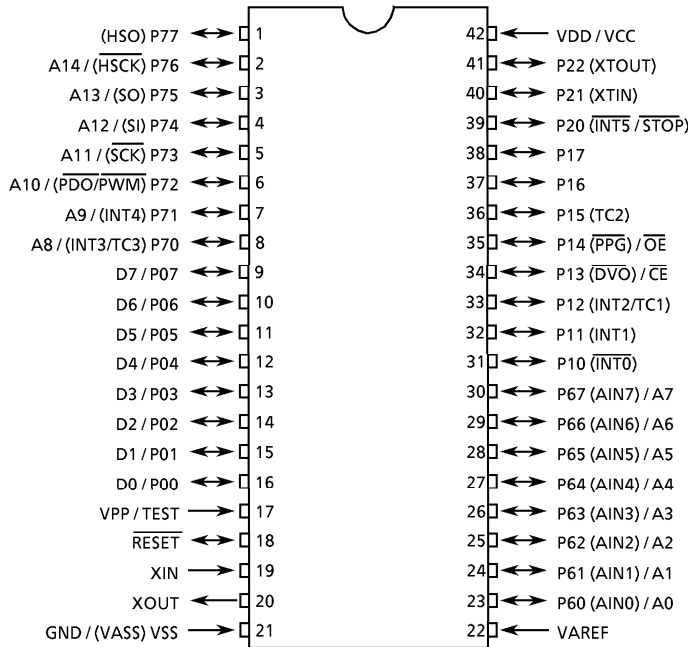 (HSO) P77 1 42 VDD / VCC
A14 / (HSCK) P76 2 41 P22 (XTOUT)
A13 / (SO) P75 3 40 P21 (XTIN)
A12 / (SI) P74 4 39 P20 (INT5 / STOP)
A11 / (SCK) P73 5 38 P17
A10 / (PDO/PWM) P72 6 37 P16
A9 / (INT4) P71 7 36 P15 (TC2)
A8 / (INT3/TC3) P70 8 35 P14 (PPG) / OE
D7 / P07 9 34 P13 (DVO) / CE
D6 / P06 10 33 P12 (INT2/TC1)
D5 / P05 11 32 P11 (INT1)
D4 / P04 12 31 P10 (INT0)
D3 / P03 13 30 P67 (AIN7) / A7
D2 / P02 14 29 P66 (AIN6) / A6
D1 / P01 15 28 P65 (AIN5) / A5
D0 / P00 16 27 P64 (AIN4) / A4
VPP / TEST 17 26 P63 (AIN3) / A3
RESET 18 25 P62 (AIN2) / A2
XIN 19 24 P61 (AIN1) / A1
XOUT 20 23 P60 (AIN0) / A0
GND / (VASS) VSS 21 22 VAREF